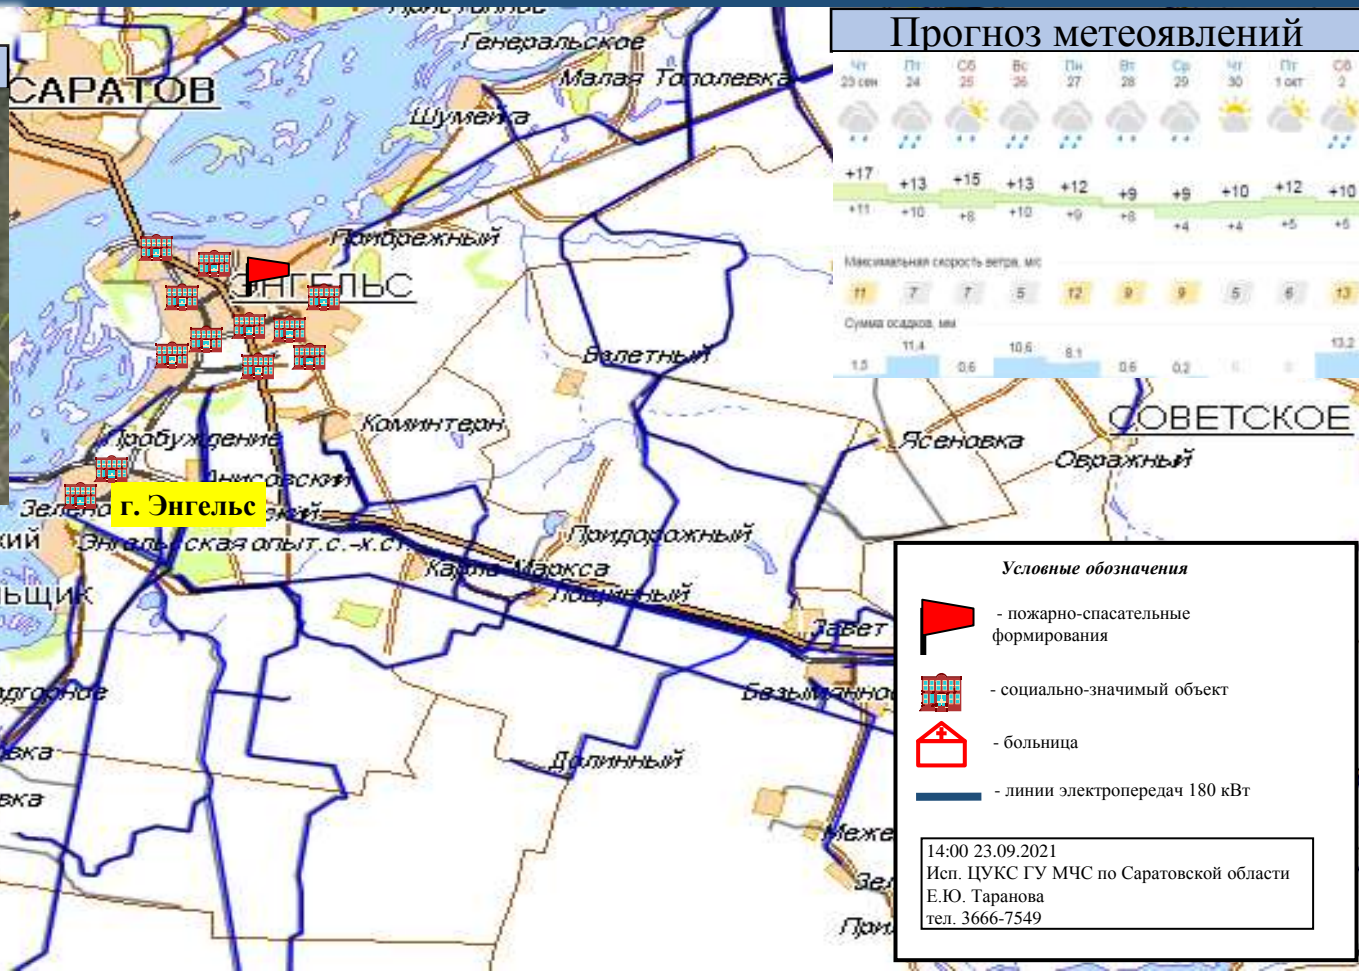 Прогноз метеоявлений
Чт Пт Сб Вс Пн Вт Ср Чт Пт Сб
23 сен 24 25 26 27 28 29 30 1 окт 2
+17 +13 +15 +13 +12 +9 +9 +10 +12 +10
+11 +10 +8 +10 +9 +8 +4 +4 +5 +6
Максимальная скорость ветра, м/с
11 7 7 5 12 9 9 5 6 13
Сумма осадков, мм
1,5 11,4 0,6 10,6 8,1 0,6 0,2 13,2
Пристанное
Генеральское
Малая Тополевка
САРАТОВ
Шумейка
Прибрежный
ЭНГЕЛЬС
Взлетный
Коминтерн
СОВЕТСКОЕ
Пробуждение
Ясеновка
Овражный
Анисовский
г. Энгельс
Придорожный
Энгельсская опыт.с.-х.ст.
Карла Маркса
Лощинный
Завет
Безымянное
Долинный
Условные обозначения
- пожарно-спасательные
формирования
- социально-значимый объект
- больница
- линии электропередач 180 кВт
14:00 23.09.2021
Исп. ЦУКС ГУ МЧС по Саратовской области
Е.Ю. Таранова
тел. 3666-7549